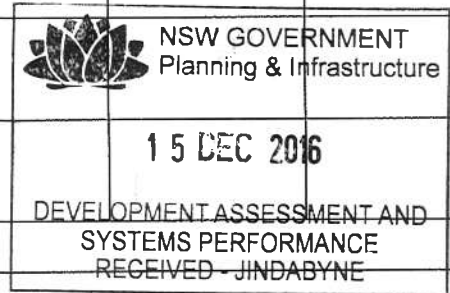 NSW GOVERNMENT
Planning & Infrastructure
15 DEC 2016
DEVELOPMENT ASSESSMENT AND
SYSTEMS PERFORMANCE
RECEIVED - JINDABYNE